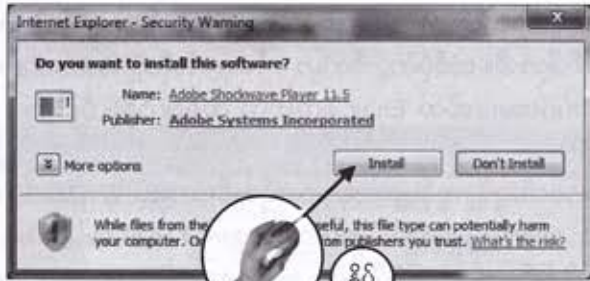 Internet Explorer - Security Warning
Do you want to install this software?
Name: Adobe Shockwave Player 11.5
Publisher: Adobe Systems Incorporated
More options
Install
Don't Install
While files from the eful, this file type can potentially harm
your computer. O om publishers you trust. What's the risk?